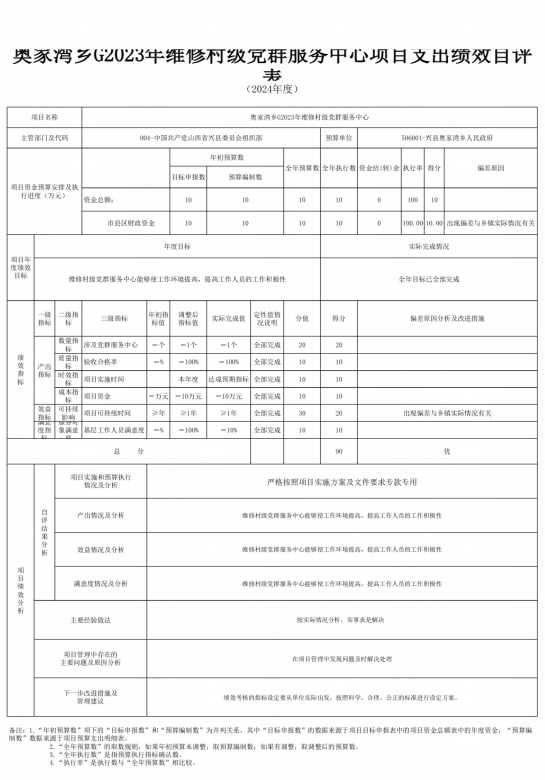 奥家湾乡G2023年维修村级党群服务中心项目支出绩效自评
表
（2024年度）
项目名称 奥家湾乡G2023年维修村级党群服务中心
主管部门及代码 004-中国共产党山西省兴县委员会组织部 预算单位 506001-兴县奥家湾乡人民政府
项目资金预算安排及执
行进度（万元）
年初预算数 全年预算数 全年执行数 资金结(转)余 执行率 得分 偏差原因
目标申报数 预算编制数
资金总额： 10 10 10 10 0 100 10
市县区财政资金 10 10 10 10 0 100.00 10.00 出现偏差与乡镇实际情况有关
项目年
度绩效
目标
年度目标 实际完成情况
维修村级党群服务中心能够使工作环境提高，提高工作人员的工作积极性 全年目标已全部完成
绩
效
指
标
一级
指标
二级指
标
三级指标
年初指
标值
调整后
指标值
实际完成值
定性值情
况说明
分值 得分 偏差原因分析及改进措施
产出
指标
数量指
标
涉及党群服务中心 =个 =1个 =1个 全部完成 20 20
质量指
标
验收合格率 =% =100% =100% 全部完成 10 10
时效指
标
项目实施时间 本年度 达成预期指标 全部完成 10 10
成本指
标
项目资金 =万元 =10万元 =10万元 全部完成 10 10
效益
指标
可持续
影响
项目可持续时间 ≥年 ≥1年 ≥1年 全部完成 30 20 出现偏差与乡镇实际情况有关
满意
度指
标
服务对
象满意
度
基层工作人员满意度 =% =100% =10% 全部完成 10 10
总 分 90 优
项
目
绩
效
分
析
自
评
结
果
分
析
项目实施和预算执行
情况及分析
严格按照项目实施方案及文件要求专款专用
产出情况及分析 维修村级党群服务中心能够使工作环境提高，提高工作人员的工作积极性
效益情况及分析 维修村级党群服务中心能够使工作环境提高，提高工作人员的工作积极性
满意度情况及分析 维修村级党群服务中心能够使工作环境提高，提高工作人员的工作积极性
主要经验做法 按实际情况分析，实事求是解决
项目管理中存在的
主要问题及原因分析
在项目管理中发现问题及时解决处理
下一步改进措施及
管理建议
绩效考核的指标设定要从单位实际出发，按照科学、合理、公正的标准进行设定方案。
备注：1.“年初预算数”项下的“目标申报数”和“预算编制数”为并列关系，其中“目标申报数”的数据来源于项目目标申报表中的项目资金总额表中的年度资金，“预算编
制数”数据来源于项目预算支出明细表。
2.“全年预算数”的取数规则：如果年初预算未调整，取预算编制数；如果有调整，取调整后的预算数。
3.“全年执行数”是指预算执行指标确认数。
4.“执行率”是执行数与“全年预算数”相比较。